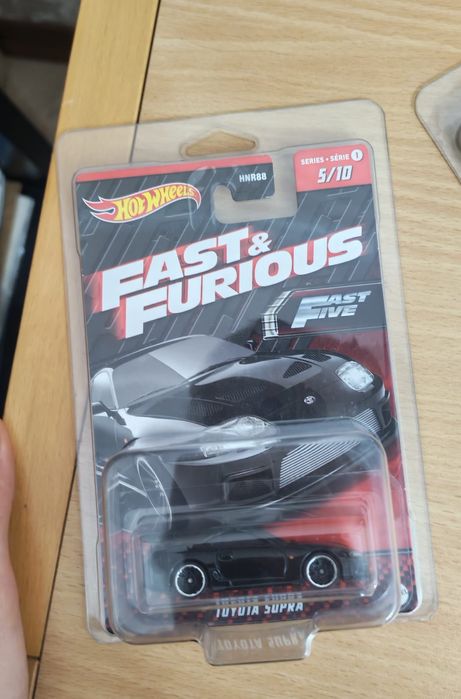 HOT WHEELS
HNR88
SERIES • SÉRIE 1
5/10
FAST & FURIOUS
FAST FIVE
TOYOTA SUPRA